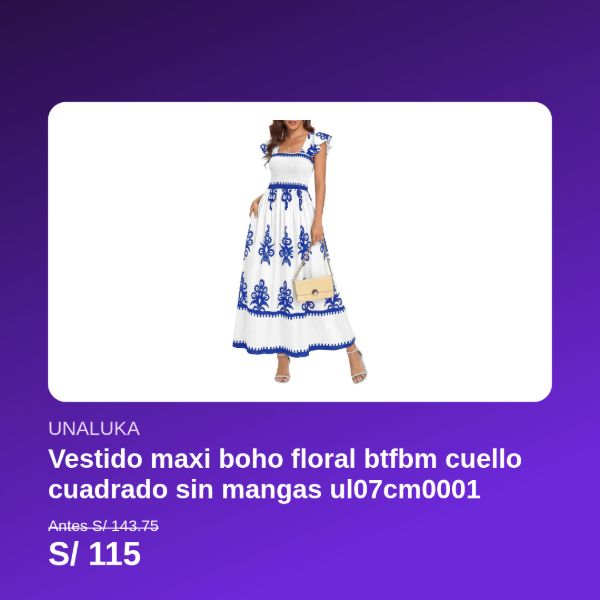 UNALUKA
Vestido maxi boho floral btfbm cuello
cuadrado sin mangas ul07cm0001
Antes S/ 143.75
S/ 115